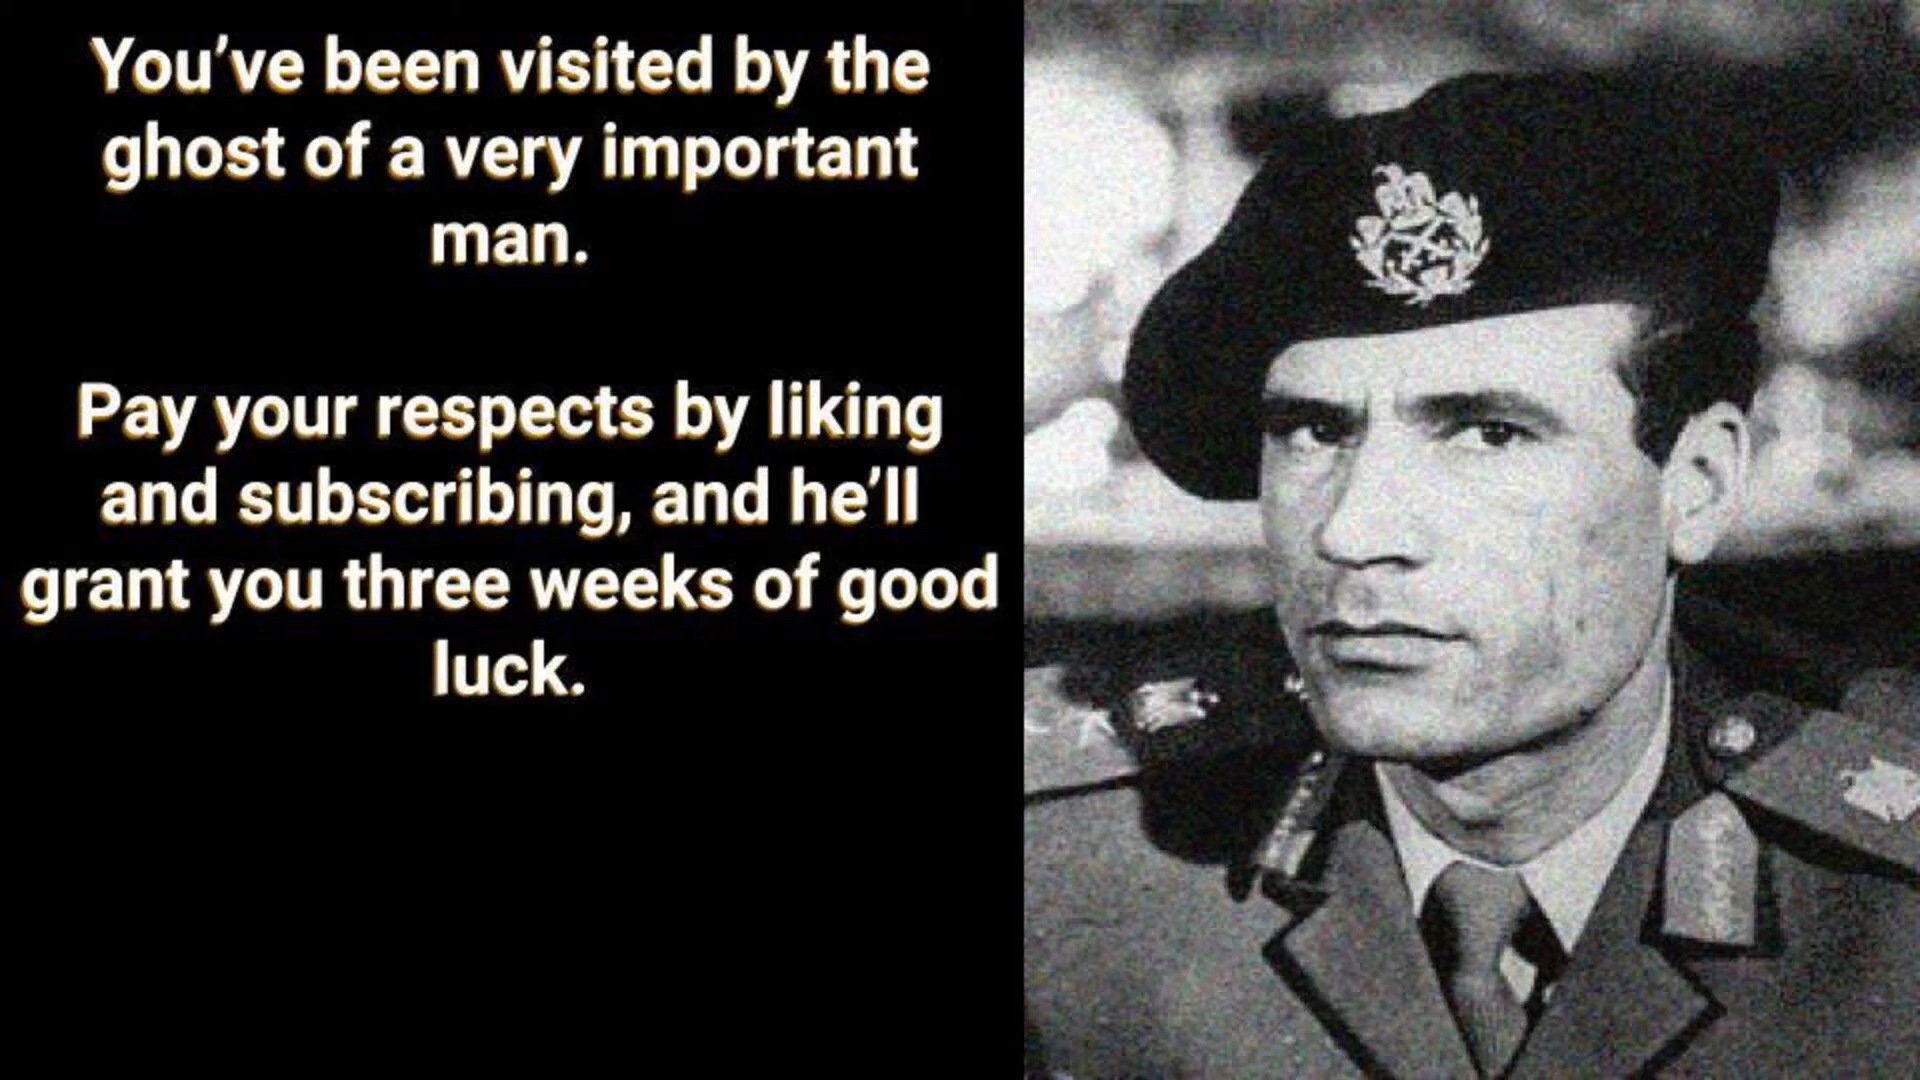 You’ve been visited by the
ghost of a very important
man.
Pay your respects by liking
and subscribing, and he’ll
grant you three weeks of good
luck.